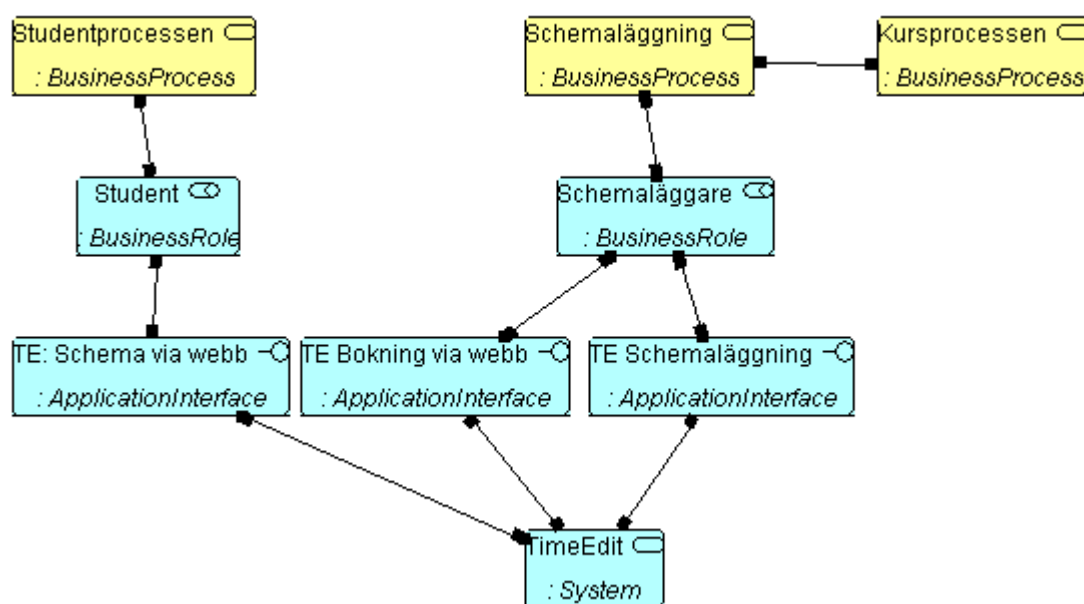 Studentprocessen
: BusinessProcess
Schemaläggning
: BusinessProcess
Kursprocessen
: BusinessProcess
Student
: BusinessRole
Schemaläggare
: BusinessRole
TE: Schema via webb
: ApplicationInterface
TE Bokning via webb
: ApplicationInterface
TE Schemaläggning
: ApplicationInterface
TimeEdit
: System